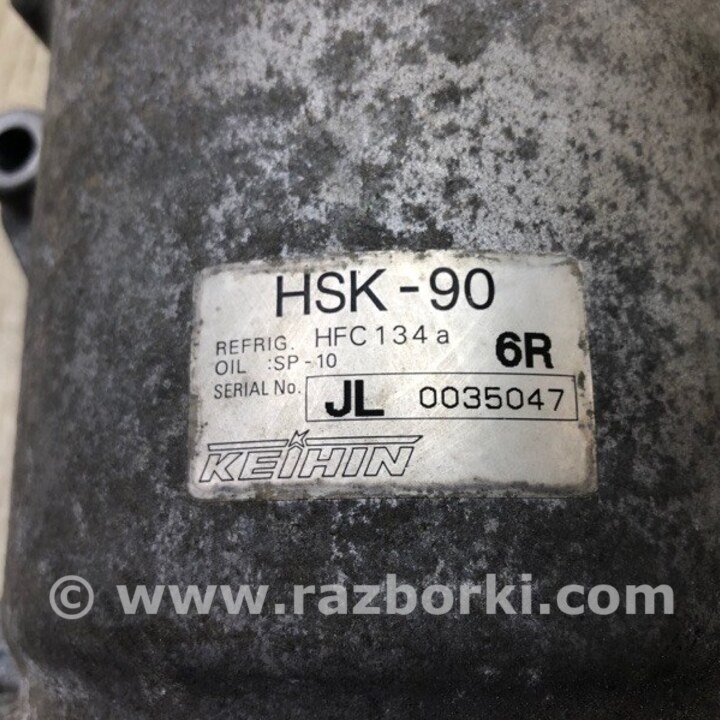 HSK-90
REFRIG. HFC134a
OIL :SP-10 6R
SERIAL No. JL 0035047
KEIHIN
© www.razborki.com